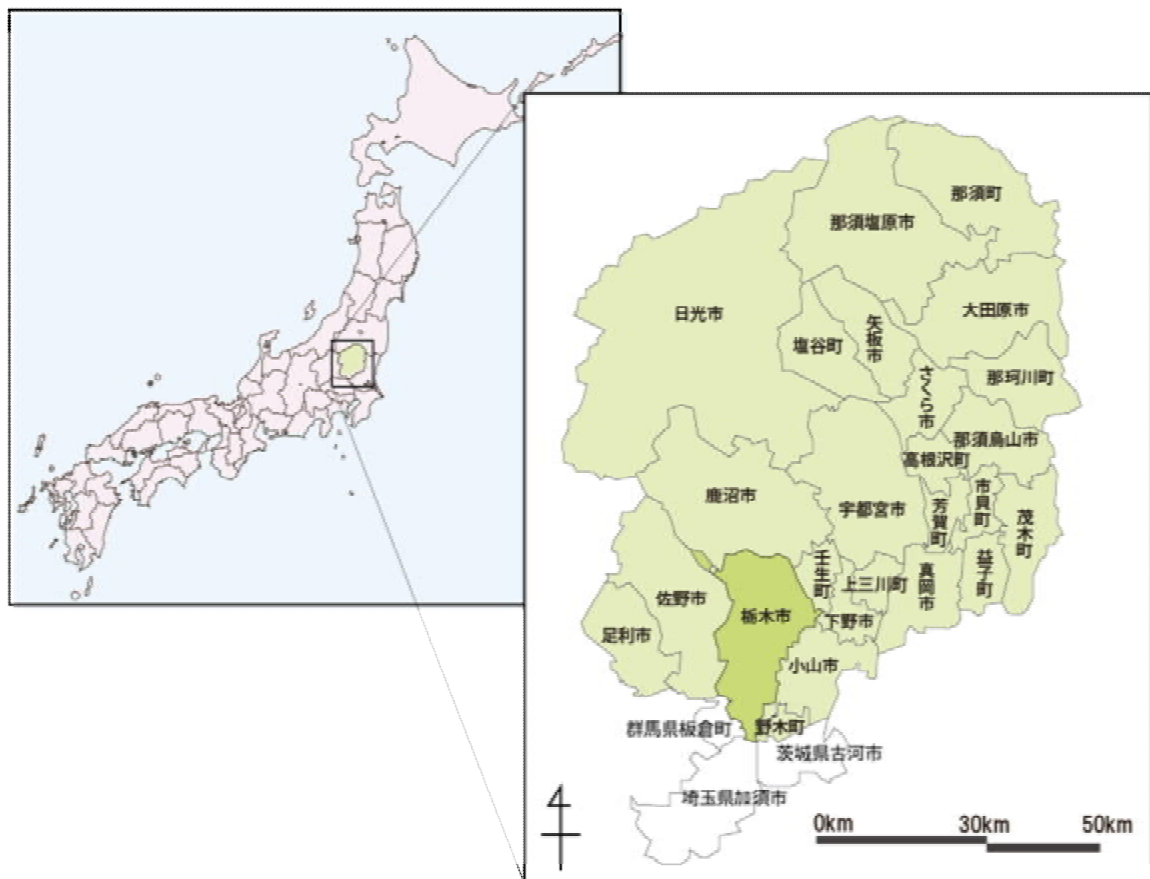 那須町
那須塩原市
大田原市
日光市
矢板市
塩谷町
那珂川町
さくら市
那須烏山市
高根沢町
鹿沼市
宇都宮市
芳賀町
市貝町
茂木町
壬生町
上三川町
真岡市
益子町
佐野市
栃木市
下野市
足利市
小山市
群馬県板倉町
野木町
茨城県古河市
埼玉県加須市
0km
30km
50km